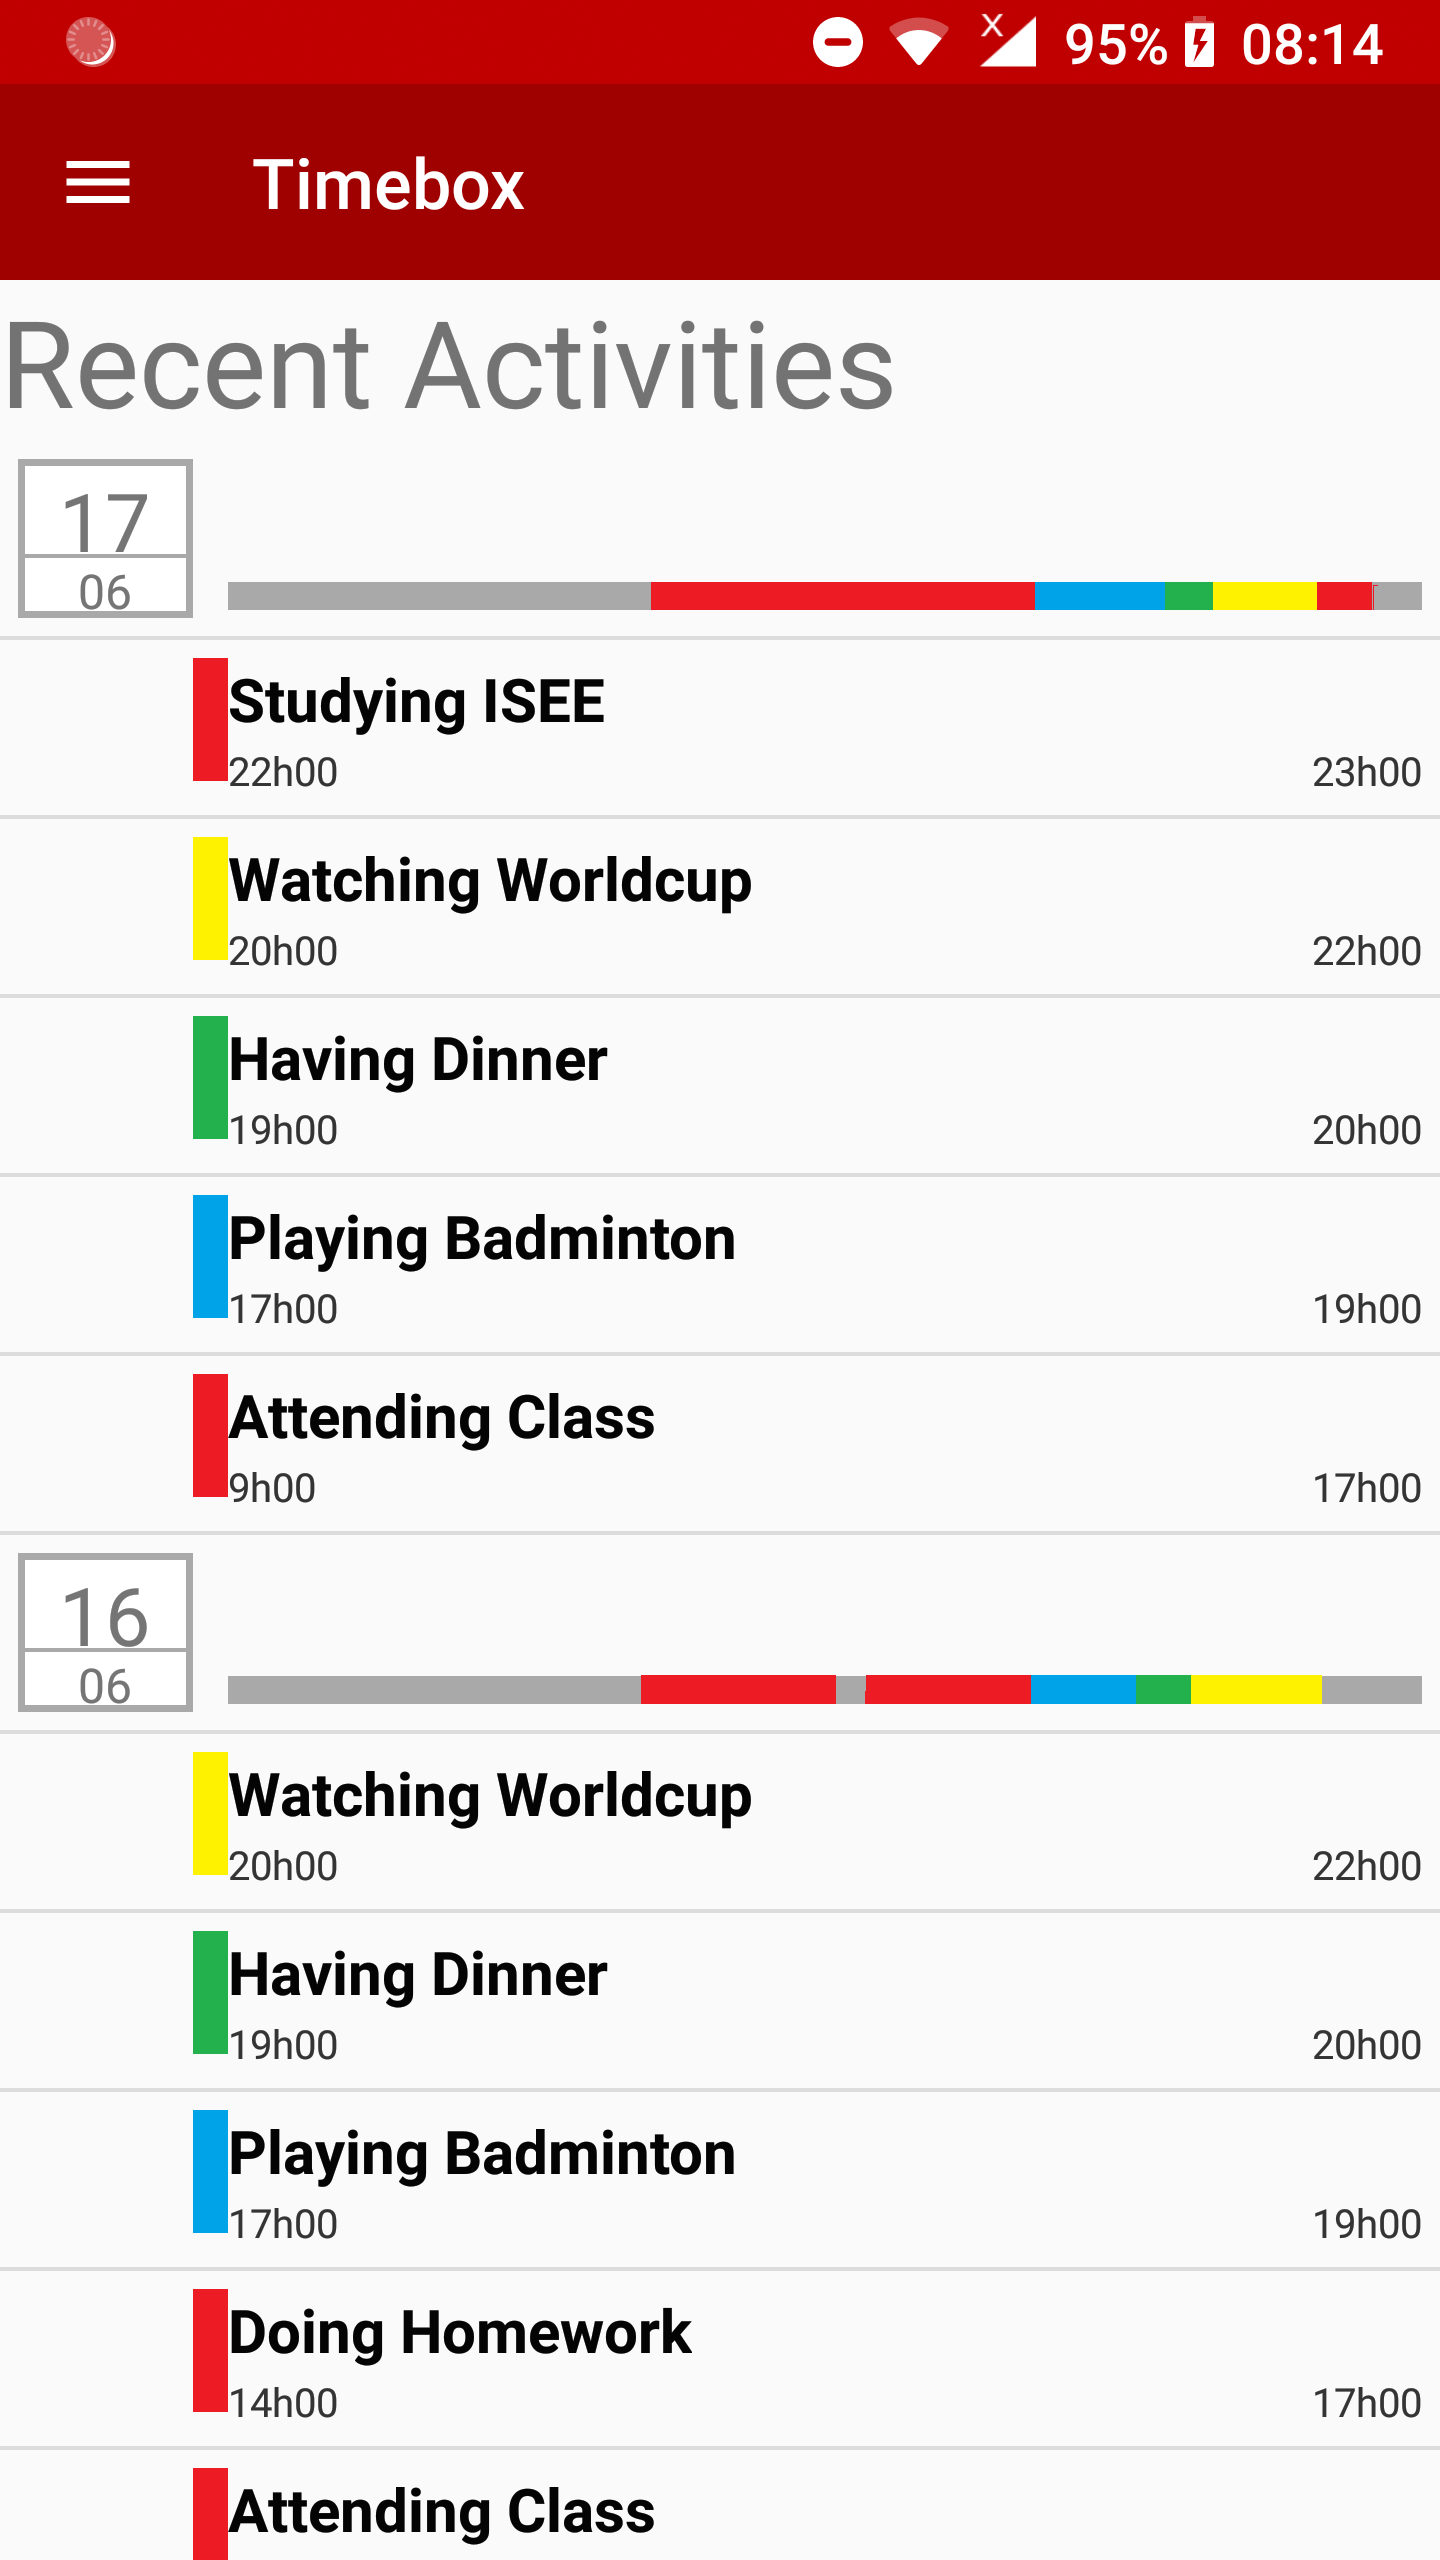 95% 08:14
Timebox
Recent Activities
17
06
Studying ISEE
22h00 23h00
Watching Worldcup
20h00 22h00
Having Dinner
19h00 20h00
Playing Badminton
17h00 19h00
Attending Class
9h00 17h00
16
06
Watching Worldcup
20h00 22h00
Having Dinner
19h00 20h00
Playing Badminton
17h00 19h00
Doing Homework
14h00 17h00
Attending Class